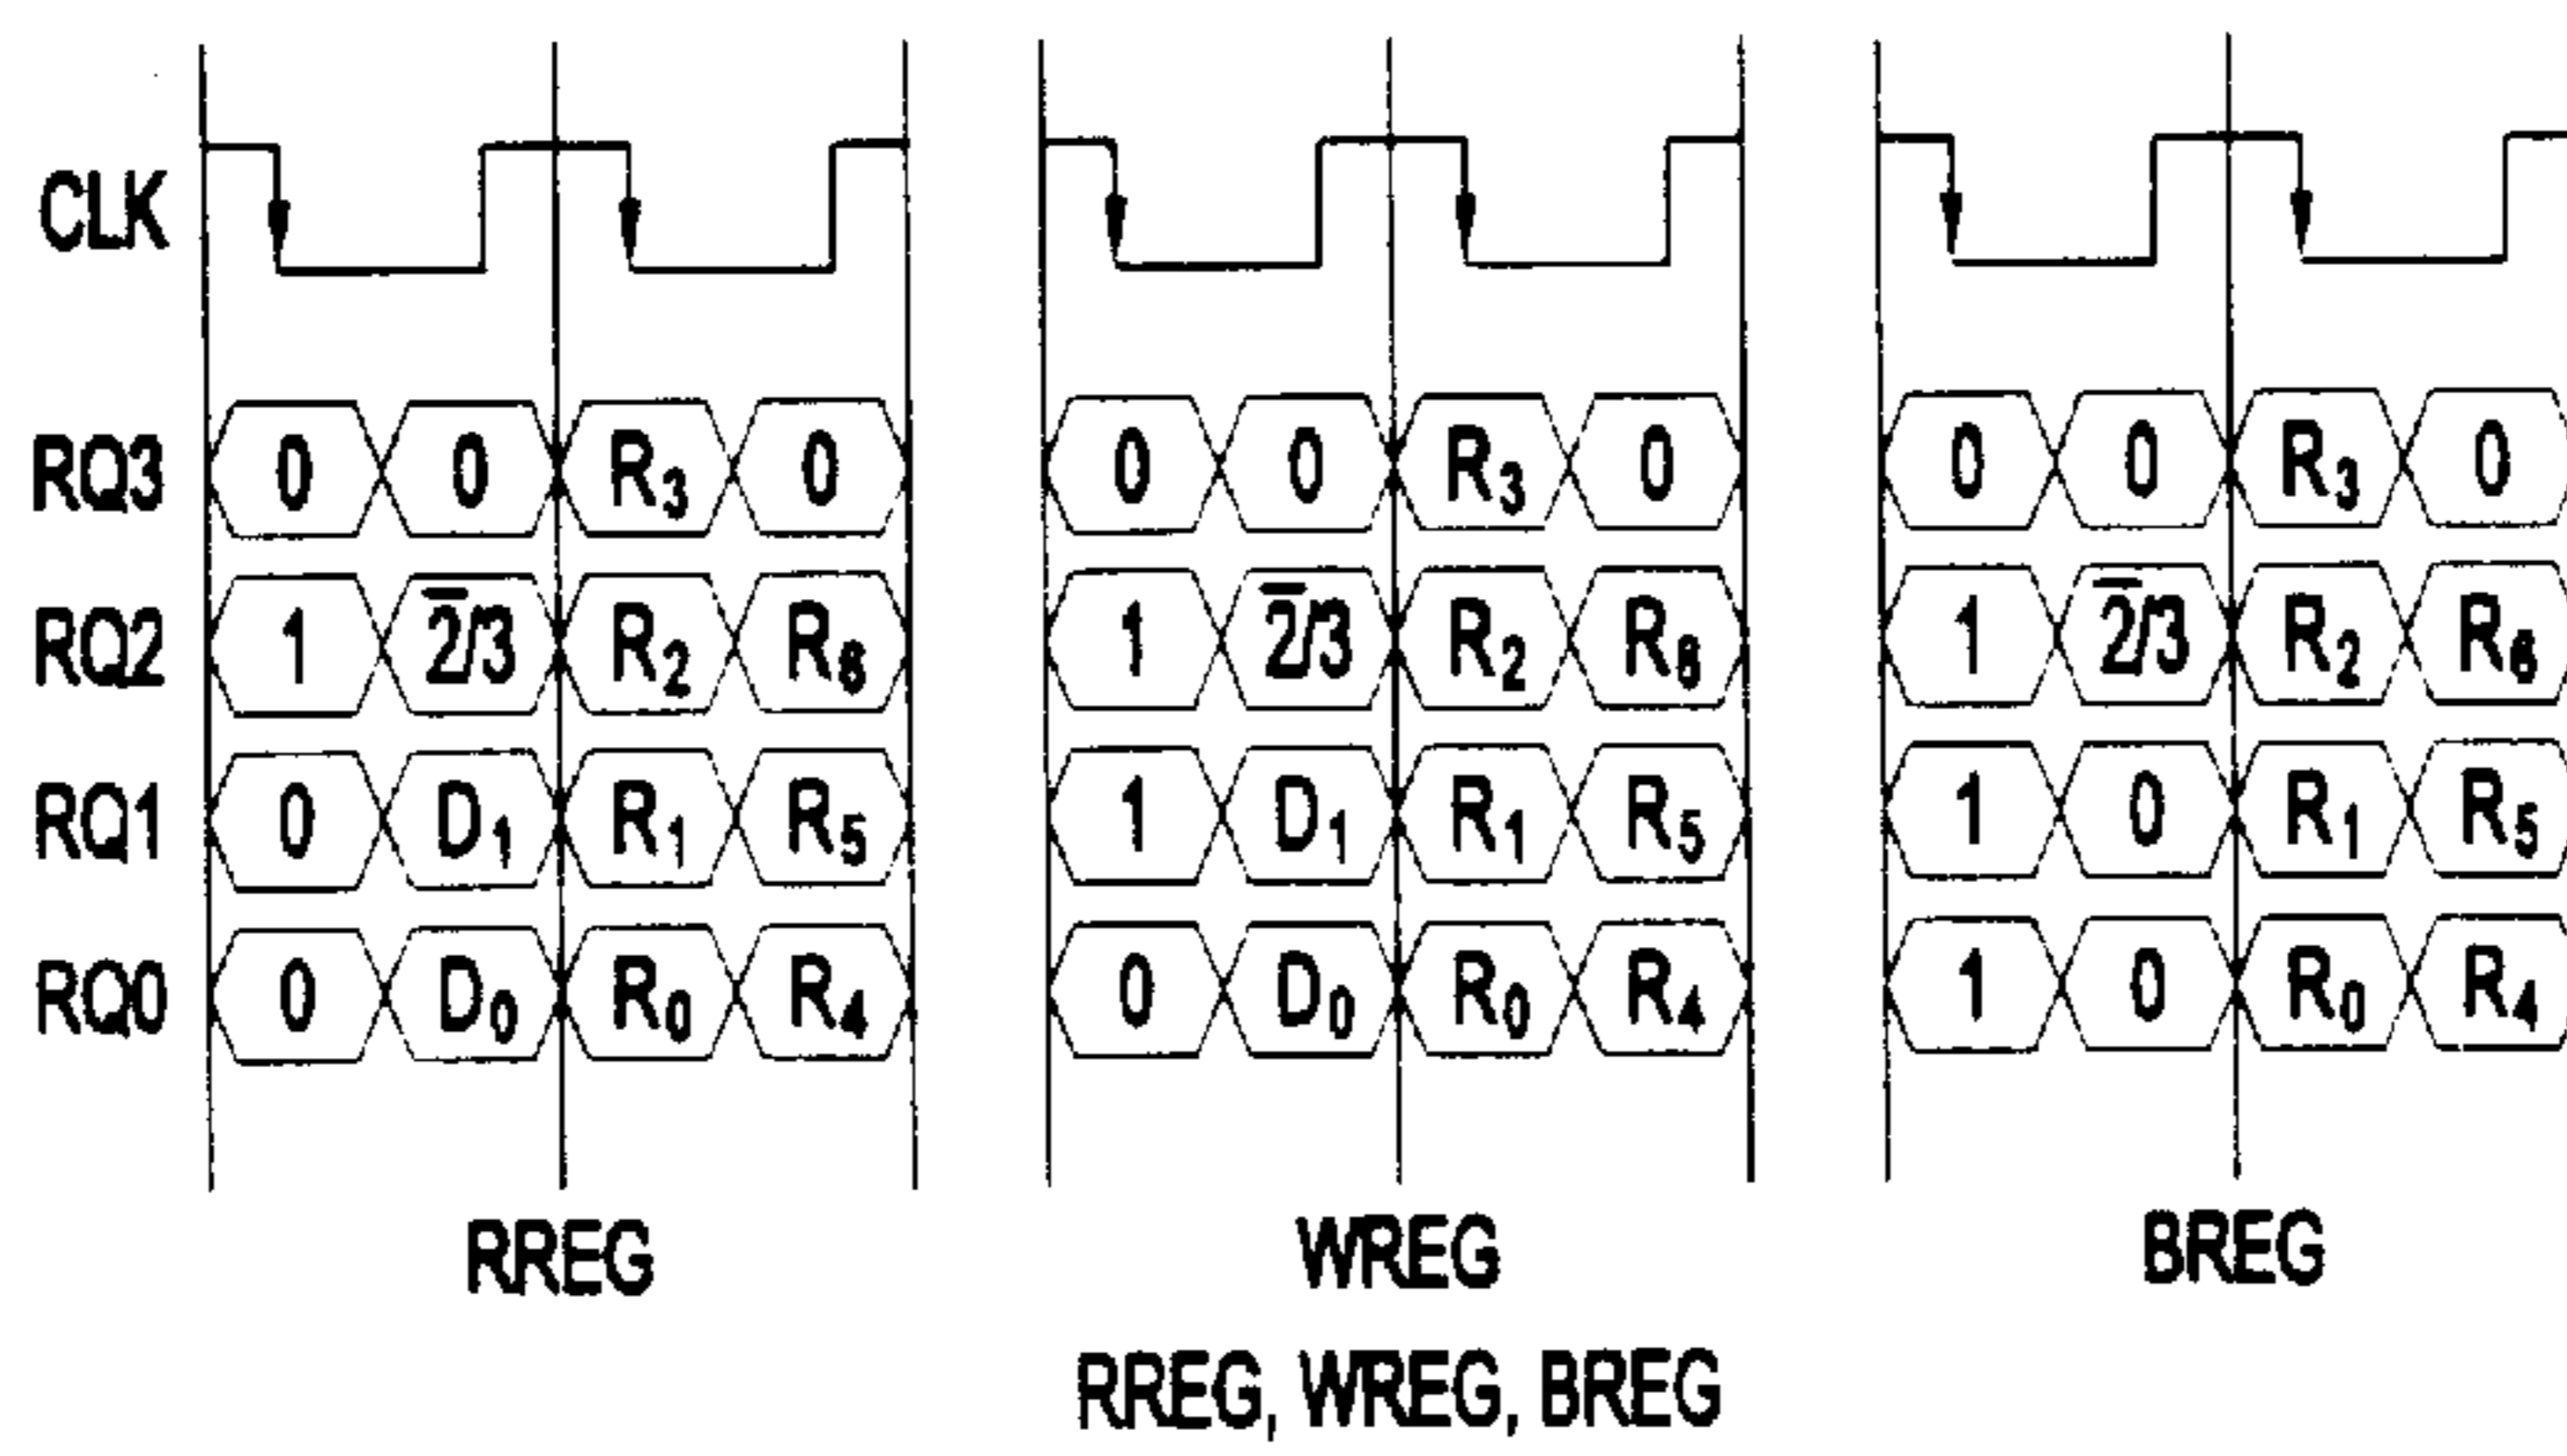 CLK
RQ3 0 0 R3 0 0 0 R3 0 0 0 R3 0
RQ2 1 2̅/3 R2 R6 1 2̅/3 R2 R6 1 2̅/3 R2 R6
RQ1 0 D1 R1 R5 1 D1 R1 R5 1 0 R1 R5
RQ0 0 D0 R0 R4 0 D0 R0 R4 1 0 R0 R4
RREG WREG BREG
RREG, WREG, BREG